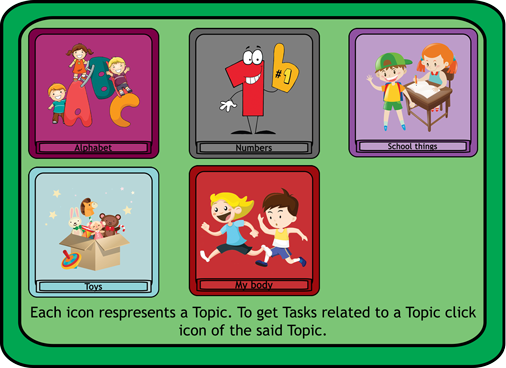 A B C
#1
Alphabet
Numbers
School things
Toys
My body
Each icon respresents a Topic. To get Tasks related to a Topic click
icon of the said Topic.